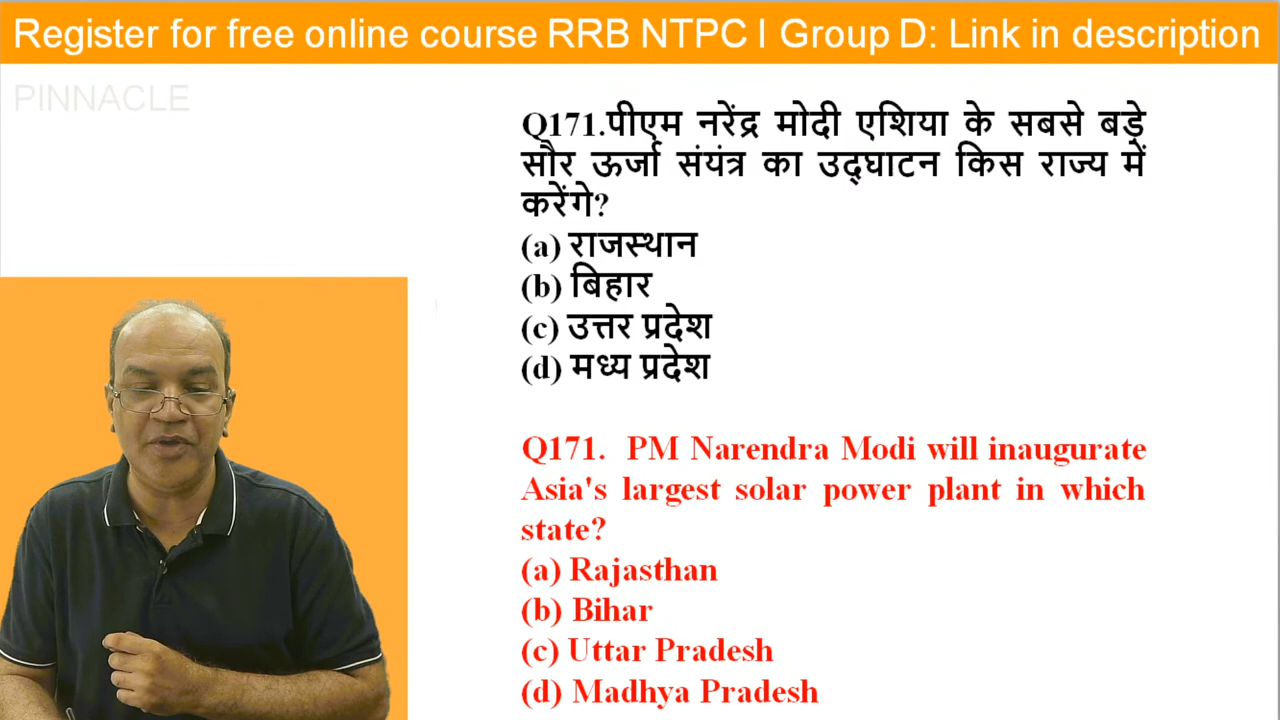 Register for free online course RRB NTPC I Group D: Link in description
PINNACLE
Q171.पीएम नरेंद्र मोदी एशिया के सबसे बड़े
सौर ऊर्जा संयंत्र का उद्घाटन किस राज्य में
करेंगे?
(a) राजस्थान
(b) बिहार
(c) उत्तर प्रदेश
(d) मध्य प्रदेश
Q171. PM Narendra Modi will inaugurate
Asia's largest solar power plant in which
state?
(a) Rajasthan
(b) Bihar
(c) Uttar Pradesh
(d) Madhya Pradesh